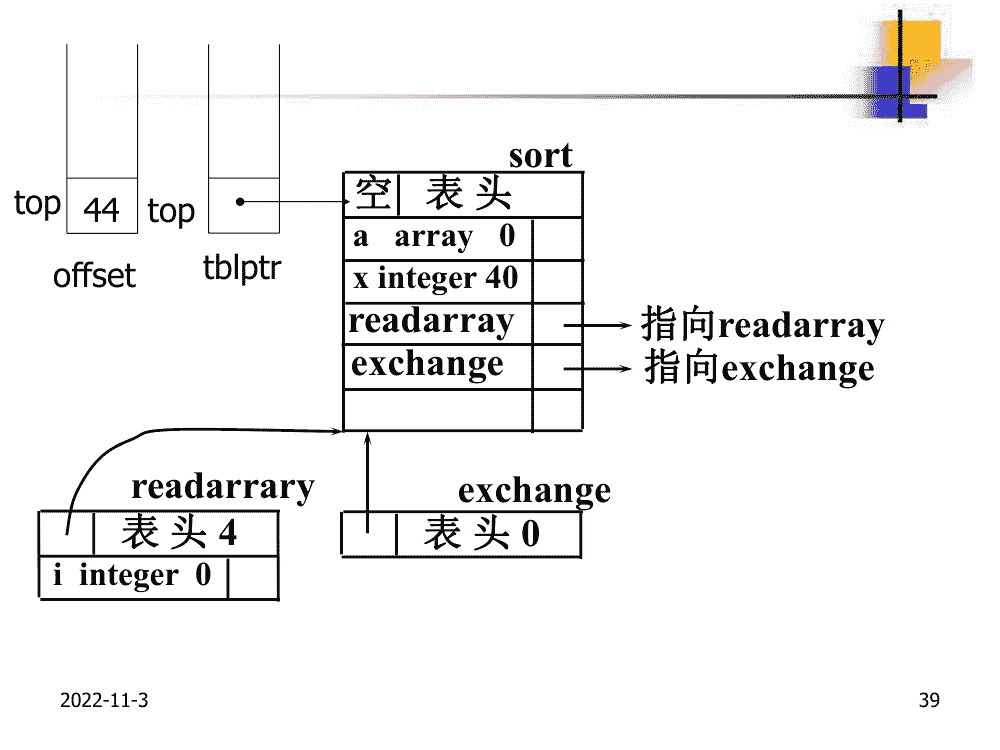 sort
空 表 头
top 44 top
a array 0
offset tblptr
x integer 40
readarray 指向readarray
exchange 指向exchange
readarrary exchange
表 头 4 表 头 0
i integer 0
2022-11-3 39